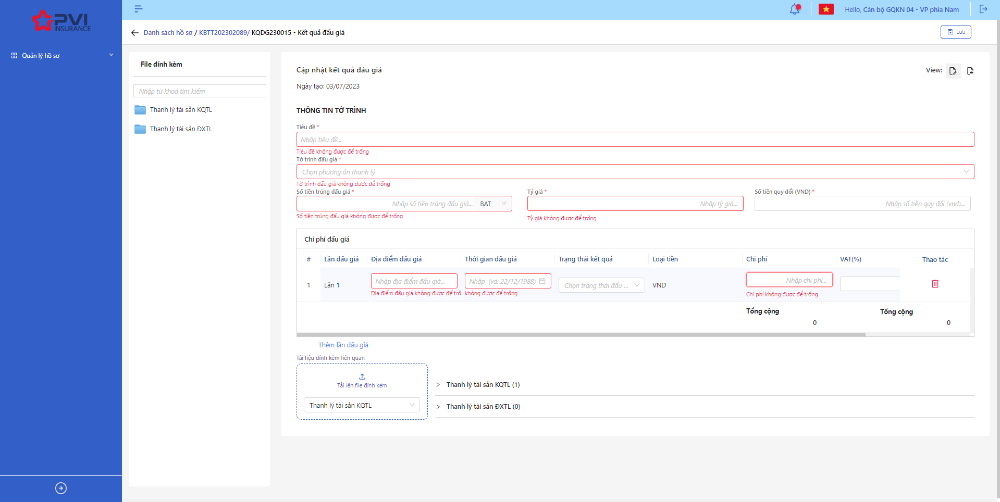 PVI
INSURANCE
Hello, Cán bộ GQKN 04 - VP phía Nam
Quản lý hồ sơ
Danh sách hồ sơ / KBTT202302089/ KQDG230015 - Kết quả đấu giá
Lưu
File đính kèm
Nhập từ khoá tìm kiếm
Thanh lý tài sản KQTL
Thanh lý tài sản ĐXTL
Cập nhật kết quả đáu giá
View:
Ngày tạo: 03/07/2023
THÔNG TIN TỜ TRÌNH
Tiêu đề *
Nhập tiêu đề...
Tiêu đề không được để trống
Tờ trình đấu giá *
Chọn phương án thanh lý
Tờ trình đấu giá không được để trống
Số tiền trúng đấu giá * Tỷ giá * Số tiền quy đổi (VND) *
Nhập số tiền trúng đấu giá... BAT Nhập tỷ giá... Nhập số tiền quy đổi (vnd)...
Số tiền trúng đấu giá không được để trống Tỷ giá không được để trống
Chi phí đấu giá
# Lần đấu giá Địa điểm đấu giá Thời gian đấu giá Trạng thái kết quả Loại tiền Chi phí VAT(%) Thao tác
1 Lần 1 Nhập địa điểm đấu giá... Nhập (vd: 22/12/1988) Chọn trạng thái đấu ... VND Nhập chi phí...
Địa điểm đấu giá không được để trố không được để trống Chi phí không được để trống
Tổng cộng Tổng cộng
0 0
Thêm lần đấu giá
Tài liệu đính kèm liên quan
Tải lên file đính kèm
Thanh lý tài sản KQTL
Thanh lý tài sản KQTL (1)
Thanh lý tài sản ĐXTL (0)